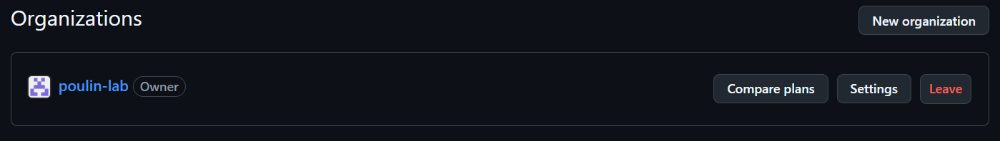 Organizations
New organization
poulin-lab Owner
Compare plans Settings Leave